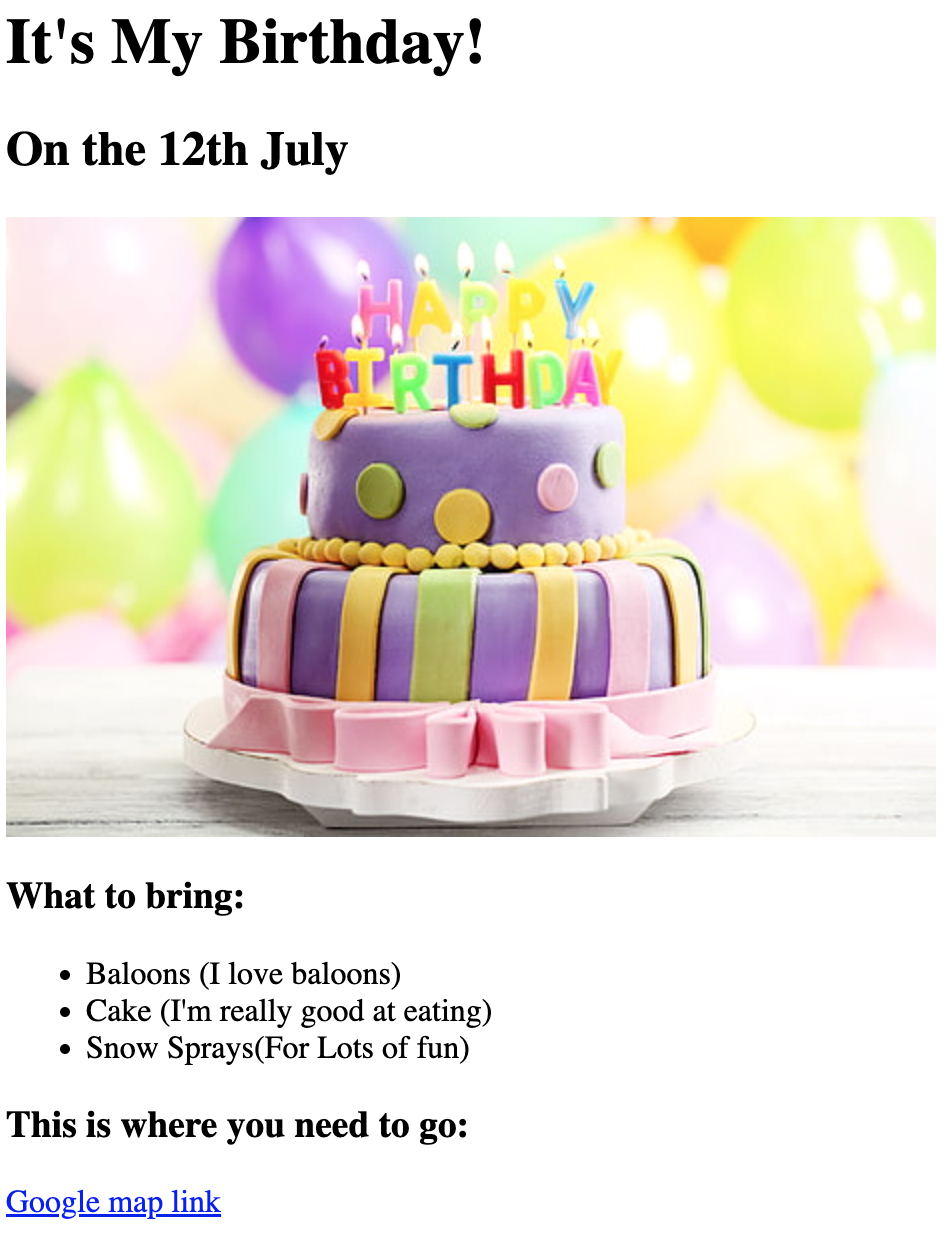 It's My Birthday!
On the 12th July
HAPPY
BIRTHDAY
What to bring:
Baloons (I love baloons)
Cake (I'm really good at eating)
Snow Sprays(For Lots of fun)
This is where you need to go:
Google map link